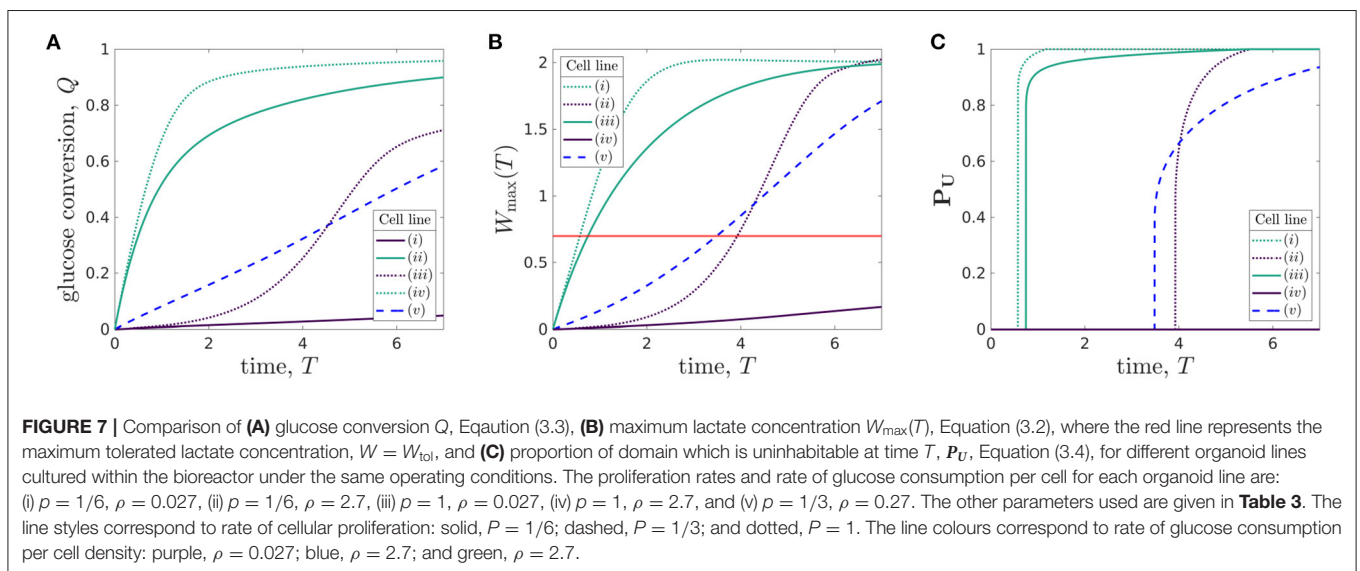 A
glucose conversion, Q
1
0.8
0.6
0.4
0.2
0
0 2 4 6
time, T
Cell line
(i)
(ii)
(iii)
(iv)
(v)
B
W_max(T)
2
1.5
1
0.5
0
0 2 4 6
time, T
Cell line
(i)
(ii)
(iii)
(iv)
(v)
C
P_U
1
0.8
0.6
0.4
0.2
0
0 2 4 6
time, T
Cell line
(i)
(ii)
(iii)
(iv)
(v)
FIGURE 7 | Comparison of (A) glucose conversion Q, Eqaution (3.3), (B) maximum lactate concentration W_max(T), Equation (3.2), where the red line represents the
maximum tolerated lactate concentration, W = W_tol, and (C) proportion of domain which is uninhabitable at time T, P_U, Equation (3.4), for different organoid lines
cultured within the bioreactor under the same operating conditions. The proliferation rates and rate of glucose consumption per cell for each organoid line are:
(i) p = 1/6, ρ = 0.027, (ii) p = 1/6, ρ = 2.7, (iii) p = 1, ρ = 0.027, (iv) p = 1, ρ = 2.7, and (v) p = 1/3, ρ = 0.27. The other parameters used are given in Table 3. The
line styles correspond to rate of cellular proliferation: solid, P = 1/6; dashed, P = 1/3; and dotted, P = 1. The line colours correspond to rate of glucose consumption
per cell density: purple, ρ = 0.027; blue, ρ = 2.7; and green, ρ = 2.7.